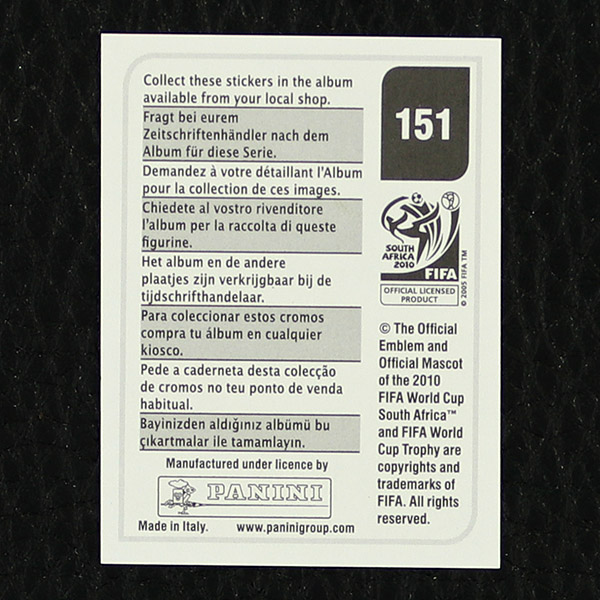 Collect these stickers in the album
available from your local shop.
Fragt bei eurem
Zeitschriftenhändler nach dem
Album für diese Serie.
Demandez à votre détaillant l'Album
pour la collection de ces images.
Chiedete al vostro rivenditore
l'album per la raccolta di queste
figurine.
Het album en de andere
plaatjes zijn verkrijgbaar bij de
tijdschrifthandelaar.
Para coleccionar estos cromos
compra tu álbum en cualquier
kiosco.
Pede a caderneta desta colecção
de cromos no teu ponto de venda
habitual.
Bayinizden aldığınız albümü bu
çıkartmalar ile tamamlayın.
Manufactured under licence by
PANINI
Made in Italy. www.paninigroup.com
151
SOUTH
AFRICA
2010
FIFA
OFFICIAL LICENSED
PRODUCT
© 2005 FIFA TM
© The Official
Emblem and
Official Mascot
of the 2010
FIFA World Cup
South Africa™
and FIFA World
Cup Trophy are
copyrights and
trademarks of
FIFA. All rights
reserved.